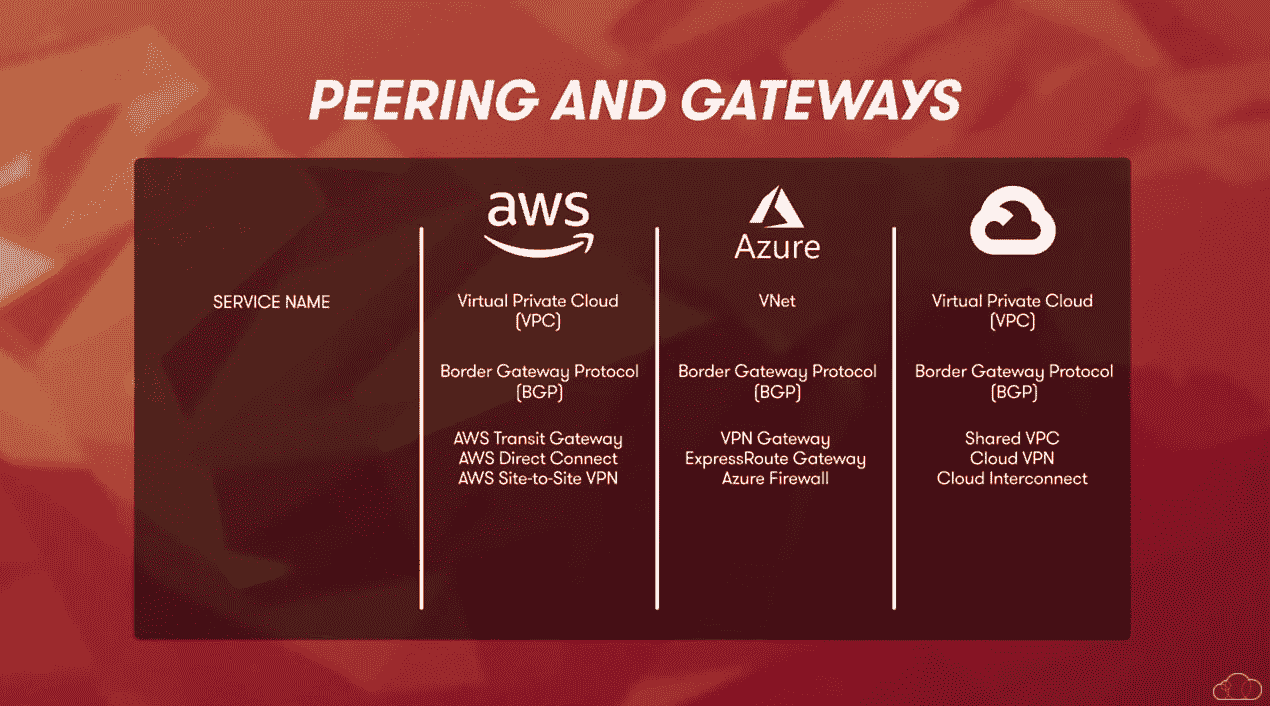 PEERING AND GATEWAYS
aws
Azure
SERVICE NAME
Virtual Private Cloud
(VPC)
VNet
Virtual Private Cloud
(VPC)
Border Gateway Protocol
(BGP)
Border Gateway Protocol
(BGP)
Border Gateway Protocol
(BGP)
AWS Transit Gateway
AWS Direct Connect
AWS Site-to-Site VPN
VPN Gateway
ExpressRoute Gateway
Azure Firewall
Shared VPC
Cloud VPN
Cloud Interconnect